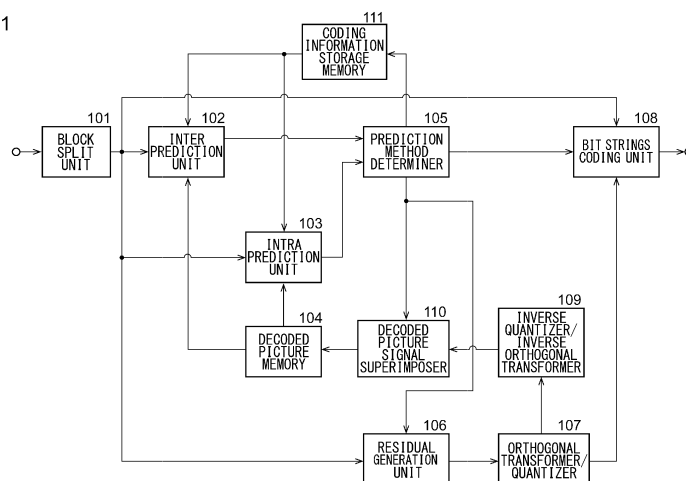 1
111
CODING
INFORMATION
STORAGE
MEMORY
101
BLOCK
SPLIT
UNIT
102
INTER
PREDICTION
UNIT
105
PREDICTION
METHOD
DETERMINER
108
BIT STRINGS
CODING UNIT
103
INTRA
PREDICTION
UNIT
104
DECODED
PICTURE
MEMORY
110
DECODED
PICTURE
SIGNAL
SUPERIMPOSER
109
INVERSE
QUANTIZER/
INVERSE
ORTHOGONAL
TRANSFORMER
106
RESIDUAL
GENERATION
UNIT
107
ORTHOGONAL
TRANSFORMER/
QUANTIZER